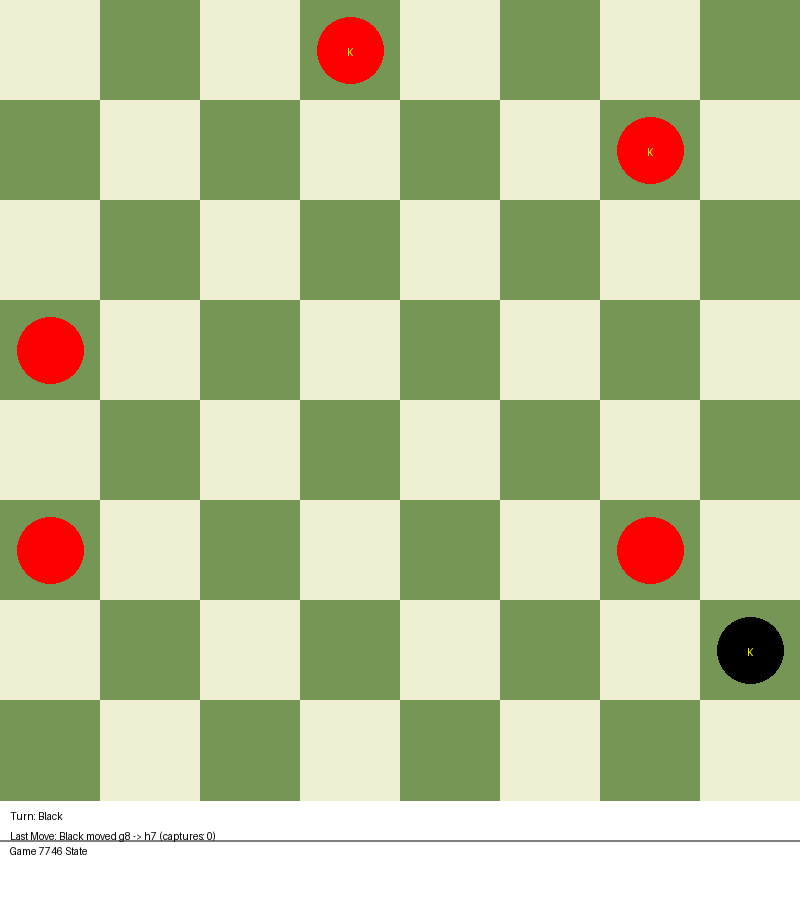 K
K
K
Turn: Black
Last Move: Black moved g8 -> h7 (captures: 0)
Game 7746 State